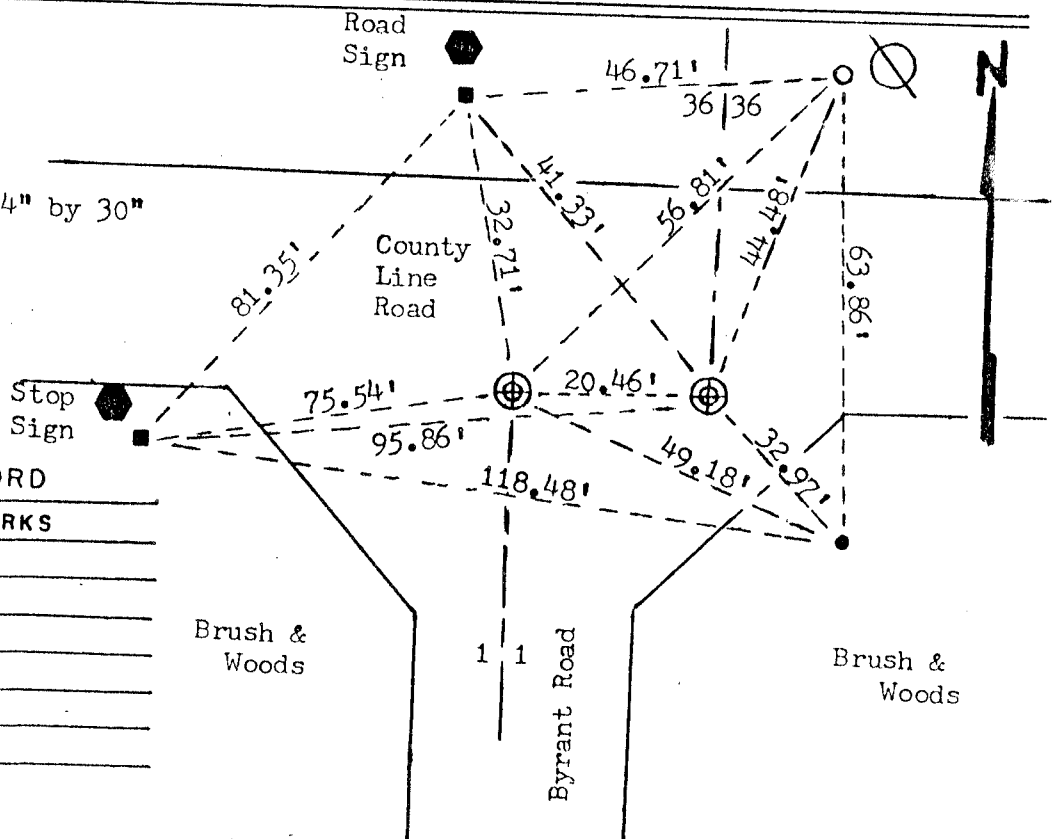 Road
Sign
46.71'
36 36
N
4" by 30"
41.33'
56.81'
44.48'
32.71'
County
Line
Road
81.35'
63.86'
Stop
Sign
75.54'
20.46'
95.86'
32.92'
49.18'
118.48'
ORD
RKS
Brush &
Woods
1 1
Byrant Road
Brush &
Woods